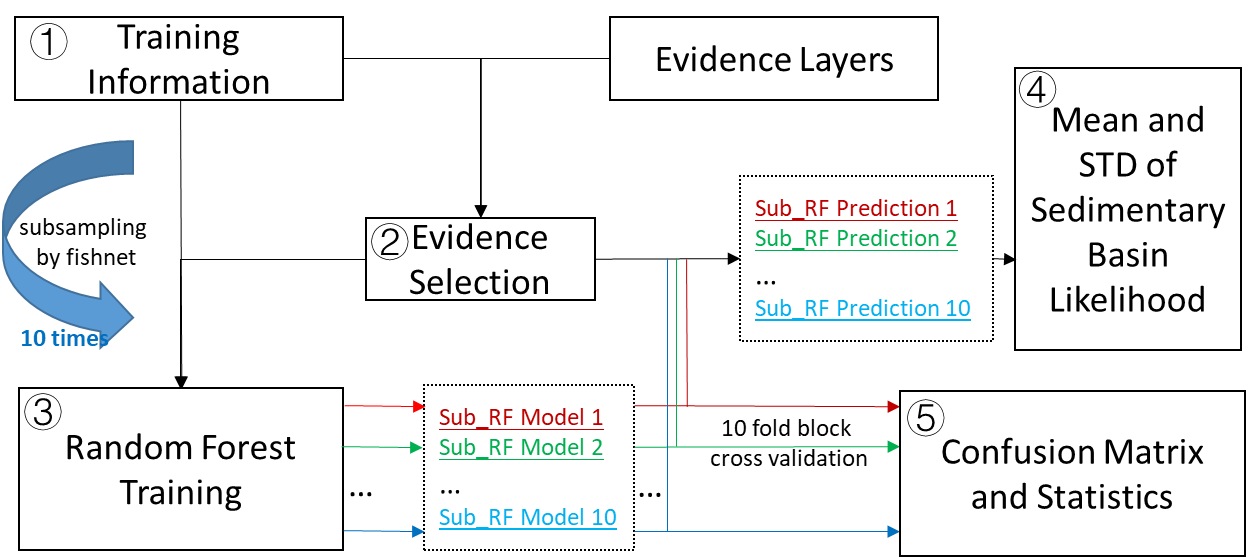 ① Training
Information
Evidence Layers
④
Mean and
STD of
Sedimentary
Basin
Likelihood
subsampling
by fishnet
10 times
② Evidence
Selection
Sub_RF Prediction 1
Sub_RF Prediction 2
...
Sub_RF Prediction 10
③
Random Forest
Training
...
Sub_RF Model 1
Sub_RF Model 2
...
Sub_RF Model 10
...
10 fold block
cross validation
⑤
Confusion Matrix
and Statistics